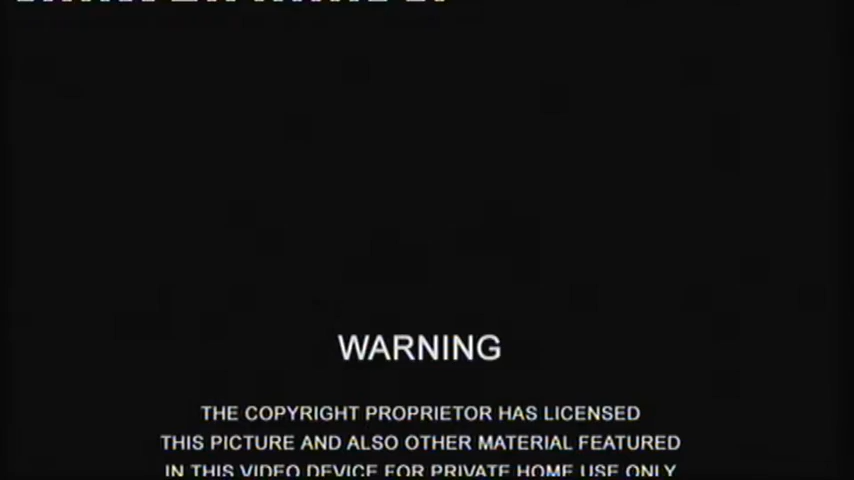 WARNING
THE COPYRIGHT PROPRIETOR HAS LICENSED
THIS PICTURE AND ALSO OTHER MATERIAL FEATURED
IN THIS VIDEO DEVICE FOR PRIVATE HOME USE ONLY